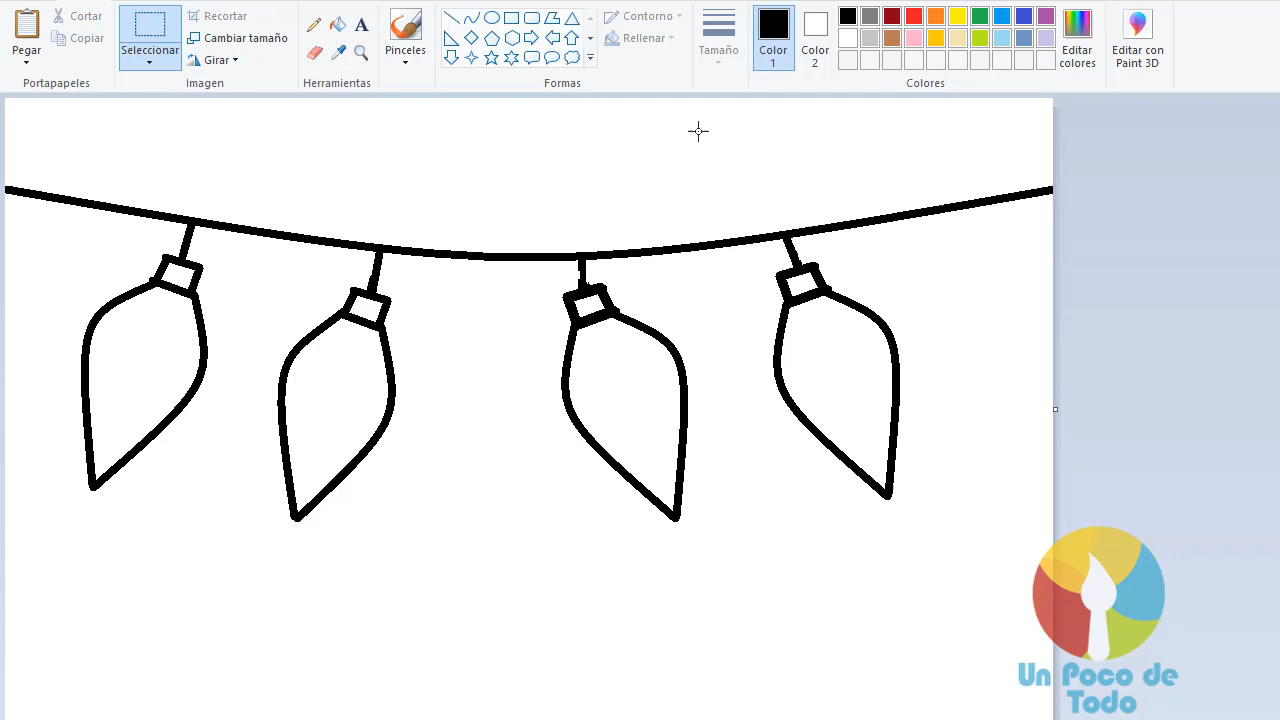 Pegar
Cortar
Copiar
Portapapeles
Seleccionar
Recortar
Cambiar tamaño
Girar
Imagen
A
Herramientas
Pinceles
Contorno
Rellenar
Formas
Tamaño
Color
1
Color
2
Editar
colores
Colores
Editar con
Paint 3D
Un Poco de
Todo